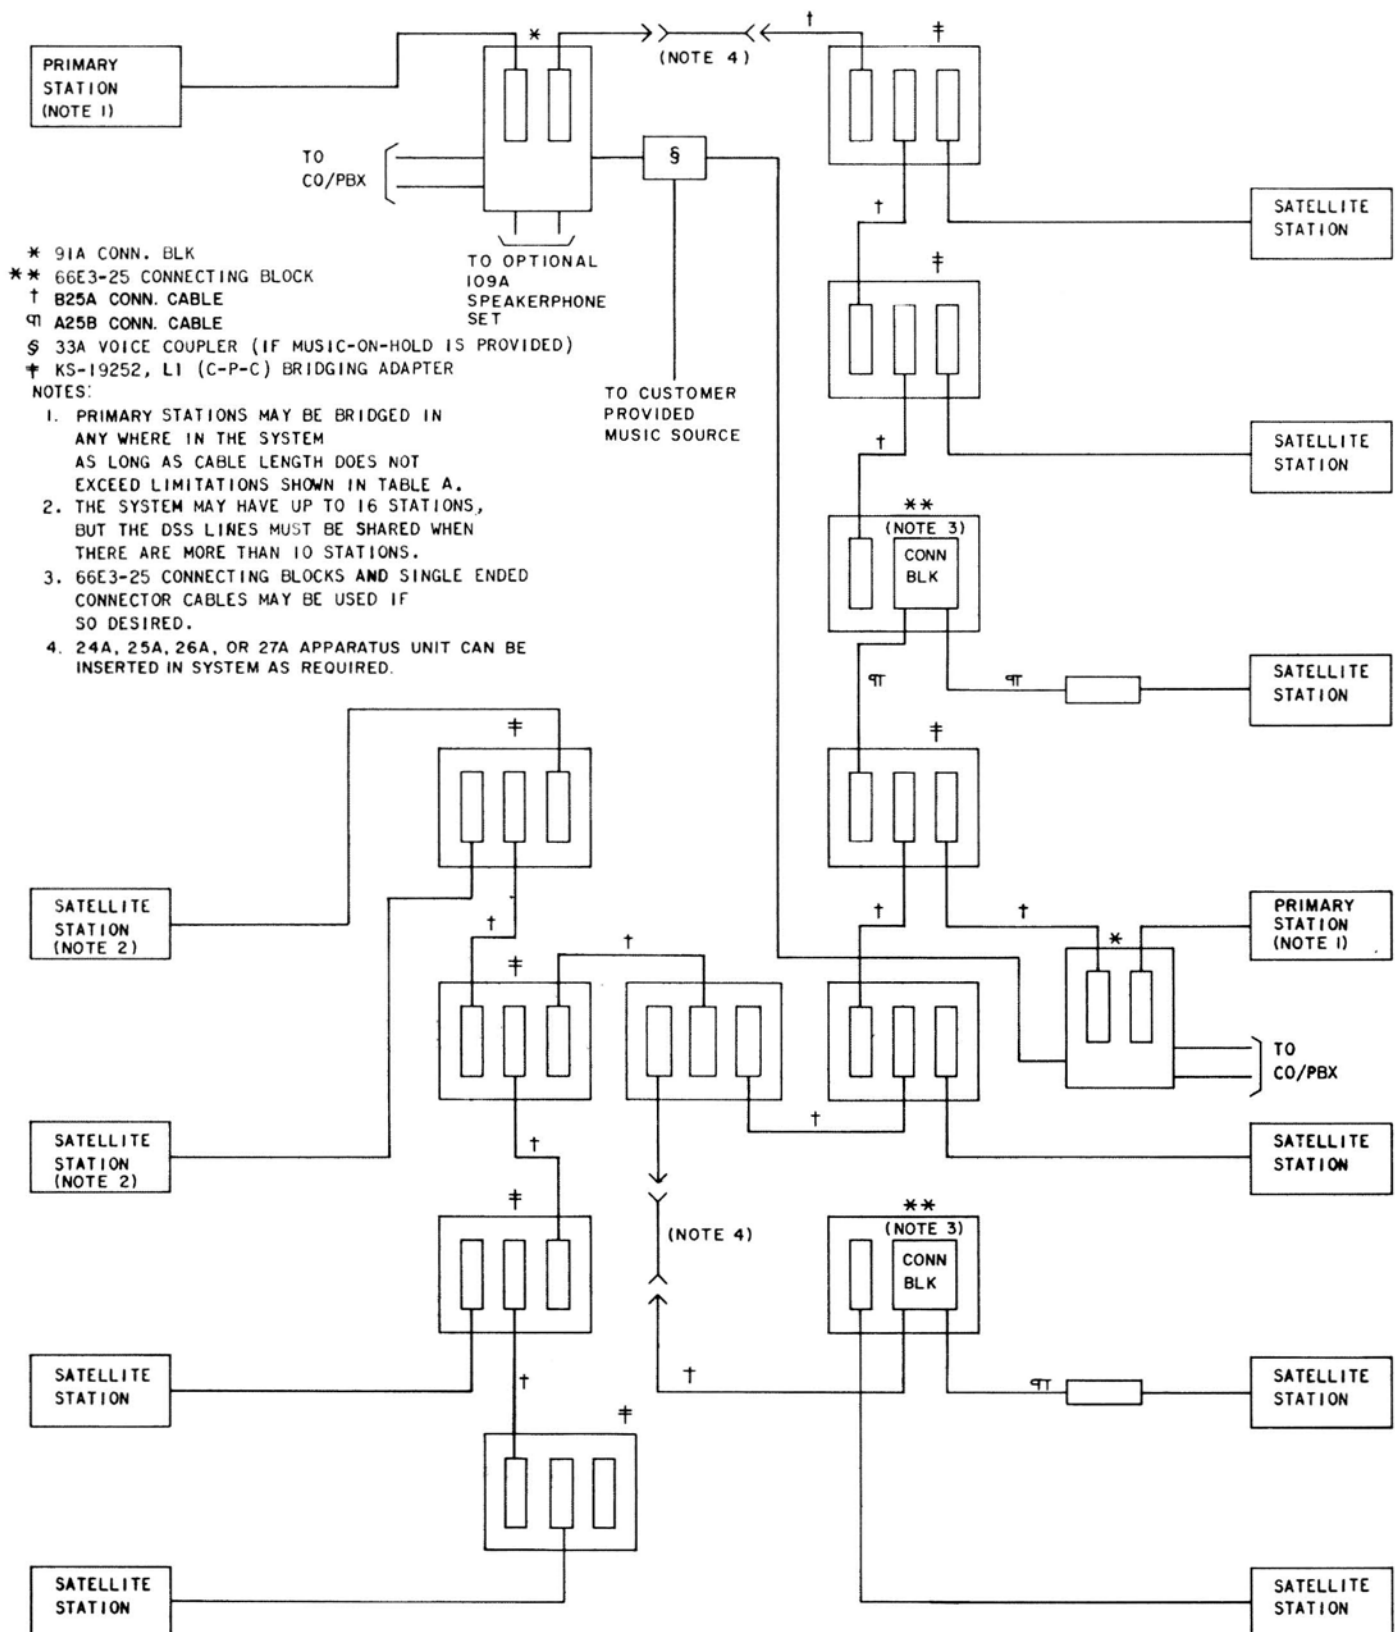 PRIMARY
STATION
(NOTE 1)
*
†
(NOTE 4)
‡
TO
CO/PBX
§
†
SATELLITE
STATION
* 91A CONN. BLK
** 66E3-25 CONNECTING BLOCK
† B25A CONN. CABLE
¶ A25B CONN. CABLE
§ 33A VOICE COUPLER (IF MUSIC-ON-HOLD IS PROVIDED)
‡ KS-19252, L1 (C-P-C) BRIDGING ADAPTER
TO OPTIONAL
109A
SPEAKERPHONE
SET
‡
NOTES:
1. PRIMARY STATIONS MAY BE BRIDGED IN
ANY WHERE IN THE SYSTEM
AS LONG AS CABLE LENGTH DOES NOT
EXCEED LIMITATIONS SHOWN IN TABLE A.
2. THE SYSTEM MAY HAVE UP TO 16 STATIONS,
BUT THE DSS LINES MUST BE SHARED WHEN
THERE ARE MORE THAN 10 STATIONS.
3. 66E3-25 CONNECTING BLOCKS AND SINGLE ENDED
CONNECTOR CABLES MAY BE USED IF
SO DESIRED.
4. 24A, 25A, 26A, OR 27A APPARATUS UNIT CAN BE
INSERTED IN SYSTEM AS REQUIRED.
TO CUSTOMER
PROVIDED
MUSIC SOURCE
†
SATELLITE
STATION
**
(NOTE 3)
CONN
BLK
¶
¶
SATELLITE
STATION
‡
‡
SATELLITE
STATION
(NOTE 2)
†
†
†
†
PRIMARY
STATION
(NOTE 1)
*
‡
TO
CO/PBX
SATELLITE
STATION
(NOTE 2)
†
†
SATELLITE
STATION
‡
(NOTE 4)
**
(NOTE 3)
CONN
BLK
SATELLITE
STATION
†
†
¶
SATELLITE
STATION
‡
SATELLITE
STATION
SATELLITE
STATION